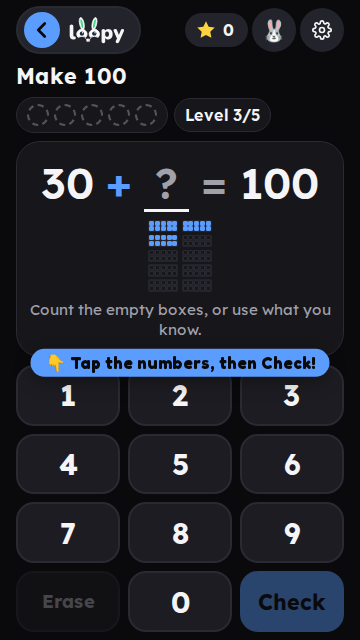 loopy
0
Make 100
Level 3/5
30 + ? = 100
Count the empty boxes, or use what you
know.
👇 Tap the numbers, then Check!
1 2 3
4 5 6
7 8 9
Erase 0 Check